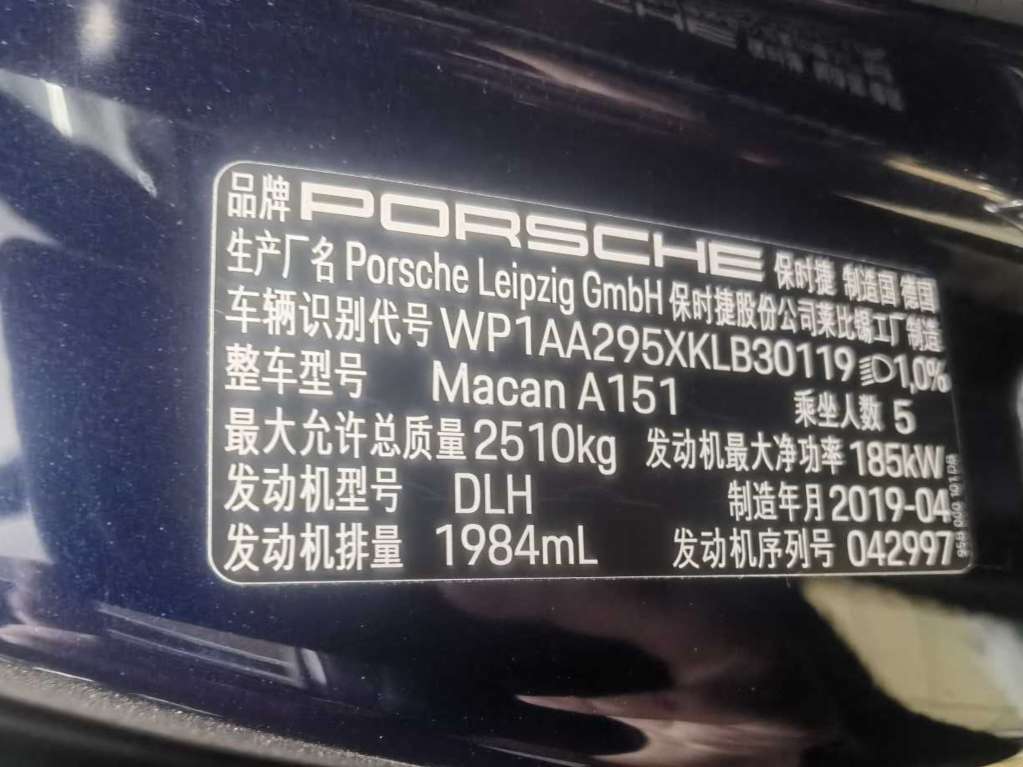 品牌 PORSCHE 保时捷 制造国 德国
生产厂名 Porsche Leipzig GmbH 保时捷股份公司莱比锡工厂制造
车辆识别代号 WP1AA295XKLB30119 1,0%
整车型号 Macan A151 乘坐人数 5
最大允许总质量 2510kg 发动机最大净功率 185kW
发动机型号 DLH 制造年月 2019-04
发动机排量 1984mL 发动机序列号 042997